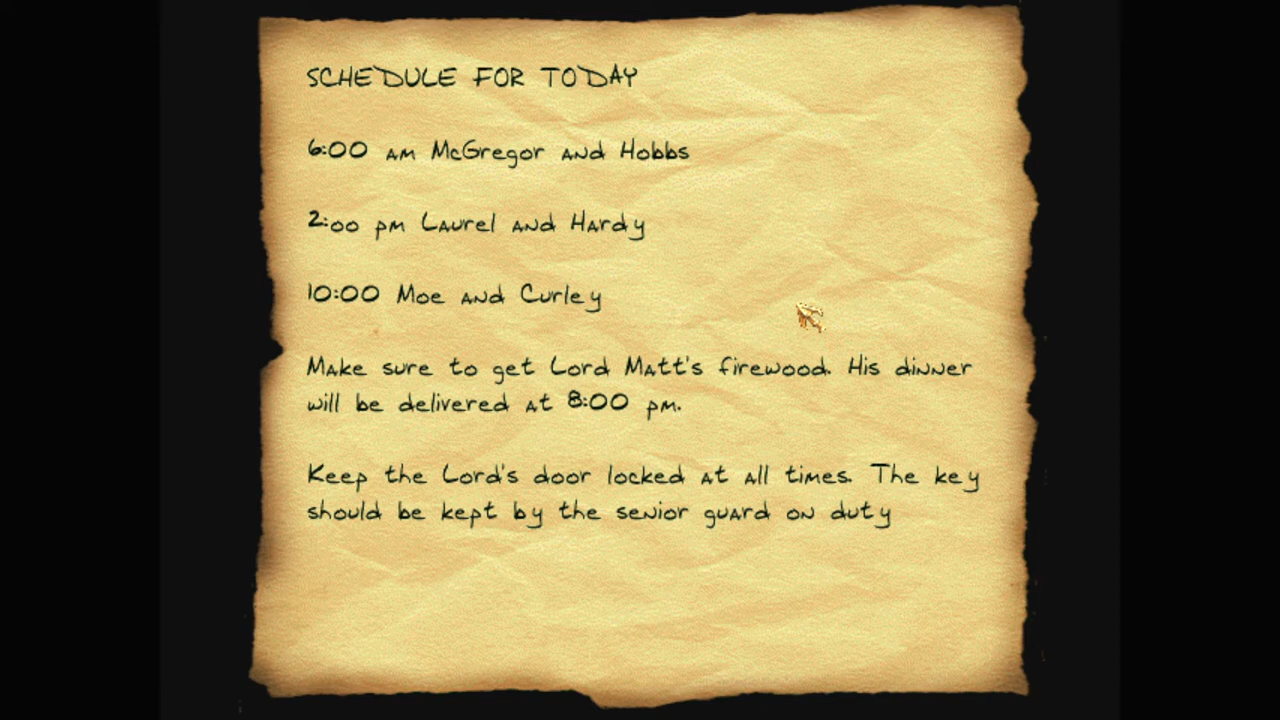 SCHEDULE FOR TODAY
6:00 am McGregor and Hobbs
2:00 pm Laurel and Hardy
10:00 Moe and Curley
Make sure to get Lord Matt's firewood. His dinner
will be delivered at 8:00 pm.
Keep the Lord's door locked at all times. The key
should be kept by the senior guard on duty